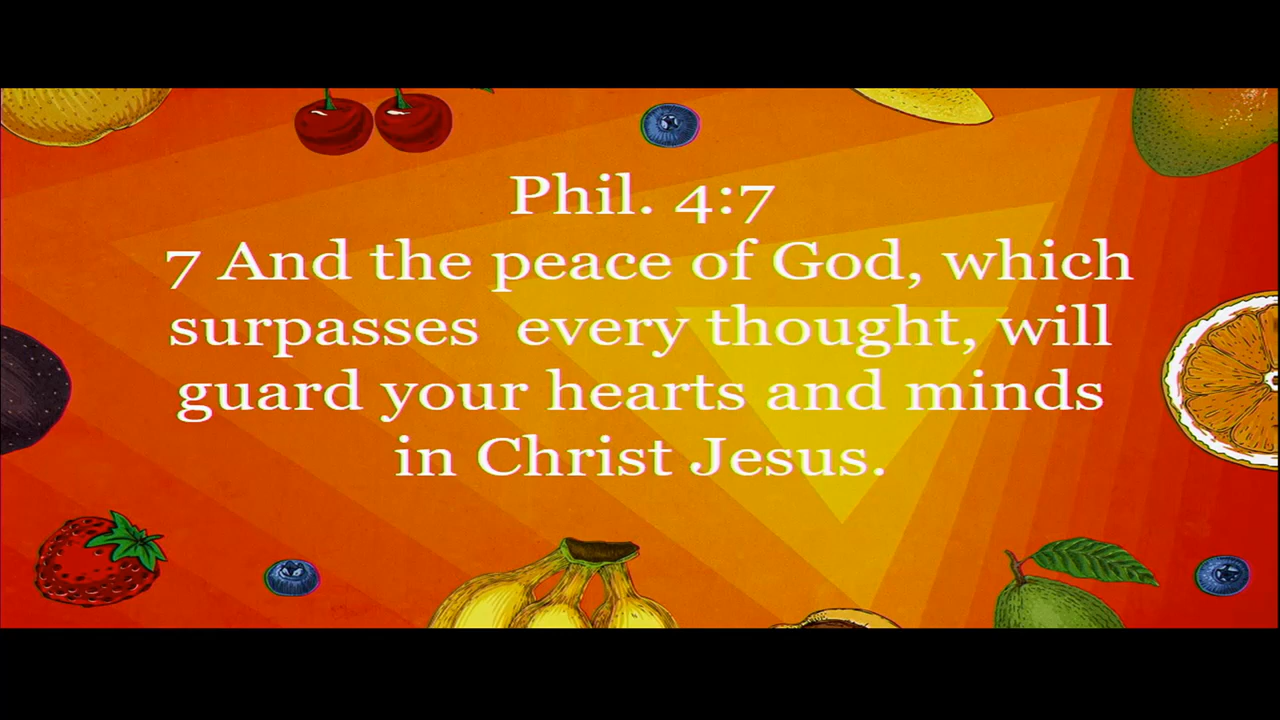 Phil. 4:7
7 And the peace of God, which
surpasses  every thought, will
guard your hearts and minds
in Christ Jesus.